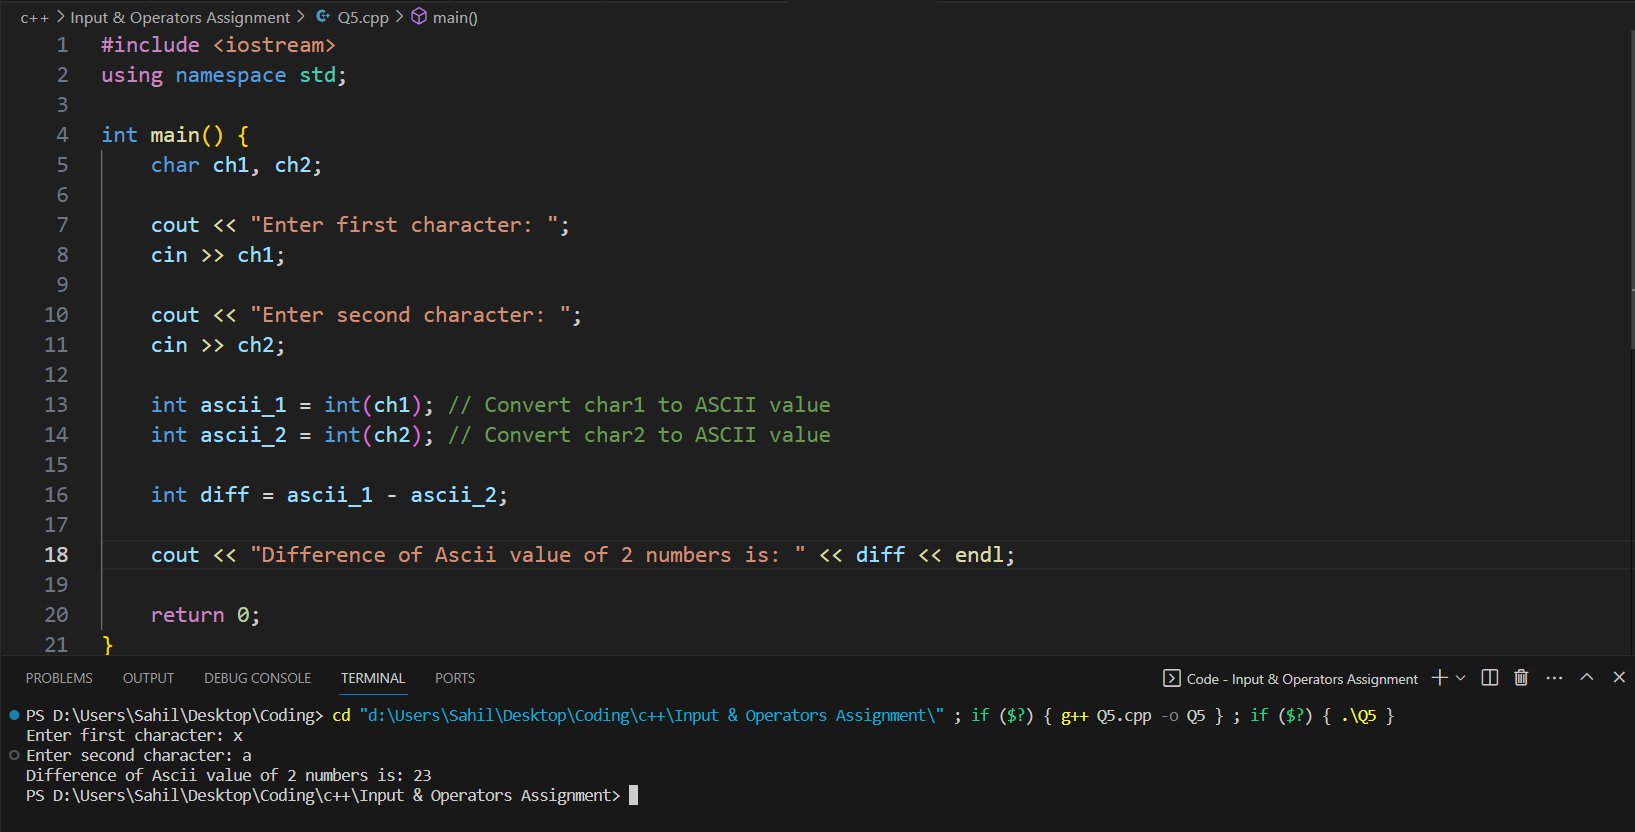 c++ > Input & Operators Assignment > Q5.cpp > main()
1 #include <iostream>
2 using namespace std;
3
4 int main() {
5     char ch1, ch2;
6
7     cout << "Enter first character: ";
8     cin >> ch1;
9
10     cout << "Enter second character: ";
11     cin >> ch2;
12
13     int ascii_1 = int(ch1); // Convert char1 to ASCII value
14     int ascii_2 = int(ch2); // Convert char2 to ASCII value
15
16     int diff = ascii_1 - ascii_2;
17
18     cout << "Difference of Ascii value of 2 numbers is: " << diff << endl;
19
20     return 0;
21 }
PROBLEMS OUTPUT DEBUG CONSOLE TERMINAL PORTS Code - Input & Operators Assignment
PS D:\Users\Sahil\Desktop\Coding> cd "d:\Users\Sahil\Desktop\Coding\c++\Input & Operators Assignment\" ; if ($?) { g++ Q5.cpp -o Q5 } ; if ($?) { .\Q5 }
Enter first character: x
Enter second character: a
Difference of Ascii value of 2 numbers is: 23
PS D:\Users\Sahil\Desktop\Coding\c++\Input & Operators Assignment>